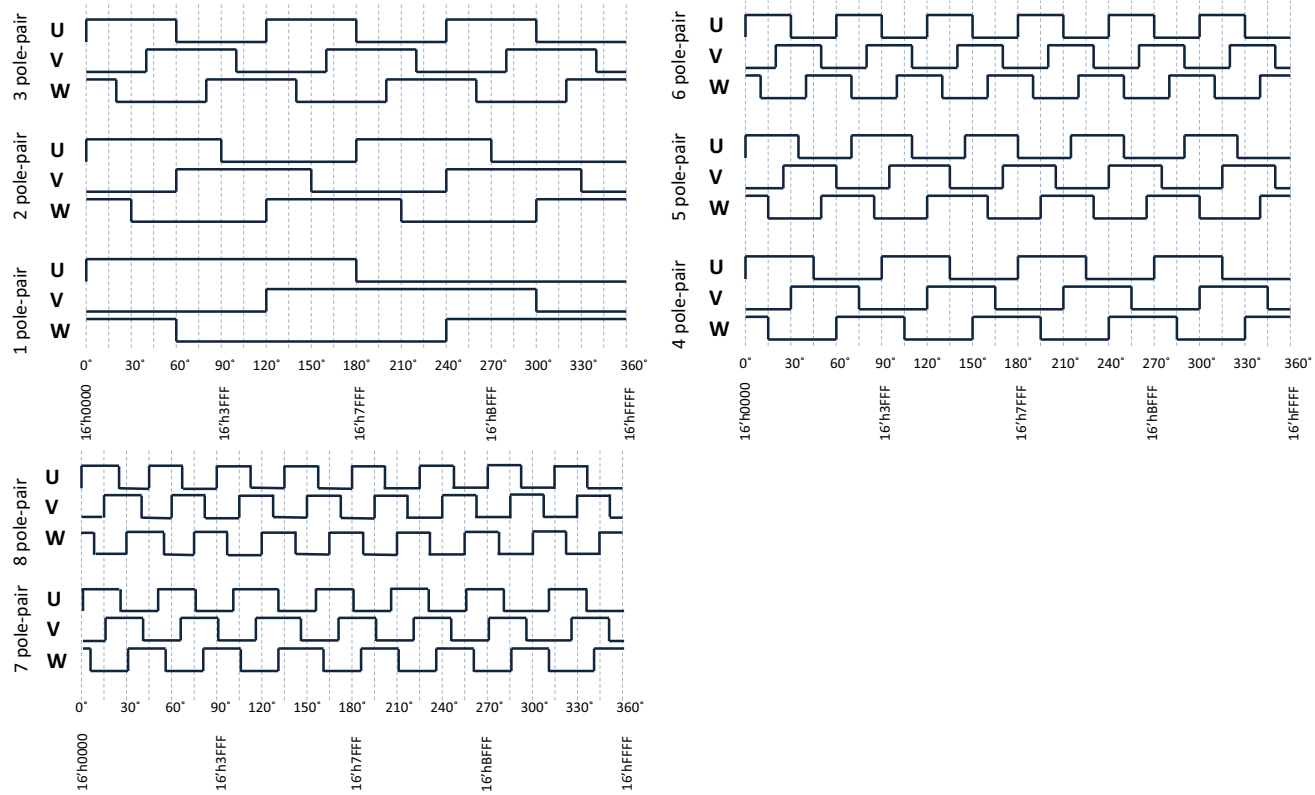 3 pole-pair
U
V
W
2 pole-pair
U
V
W
1 pole-pair
U
V
W
0˚ 30˚ 60˚ 90˚ 120˚ 150˚ 180˚ 210˚ 240˚ 270˚ 300˚ 330˚ 360˚
16'h0000 16'h3FFF 16'h7FFF 16'hBFFF 16'hFFFF
6 pole-pair
U
V
W
5 pole-pair
U
V
W
4 pole-pair
U
V
W
0˚ 30˚ 60˚ 90˚ 120˚ 150˚ 180˚ 210˚ 240˚ 270˚ 300˚ 330˚ 360˚
16'h0000 16'h3FFF 16'h7FFF 16'hBFFF 16'hFFFF
8 pole-pair
U
V
W
7 pole-pair
U
V
W
0˚ 30˚ 60˚ 90˚ 120˚ 150˚ 180˚ 210˚ 240˚ 270˚ 300˚ 330˚ 360˚
16'h0000 16'h3FFF 16'h7FFF 16'hBFFF 16'hFFFF